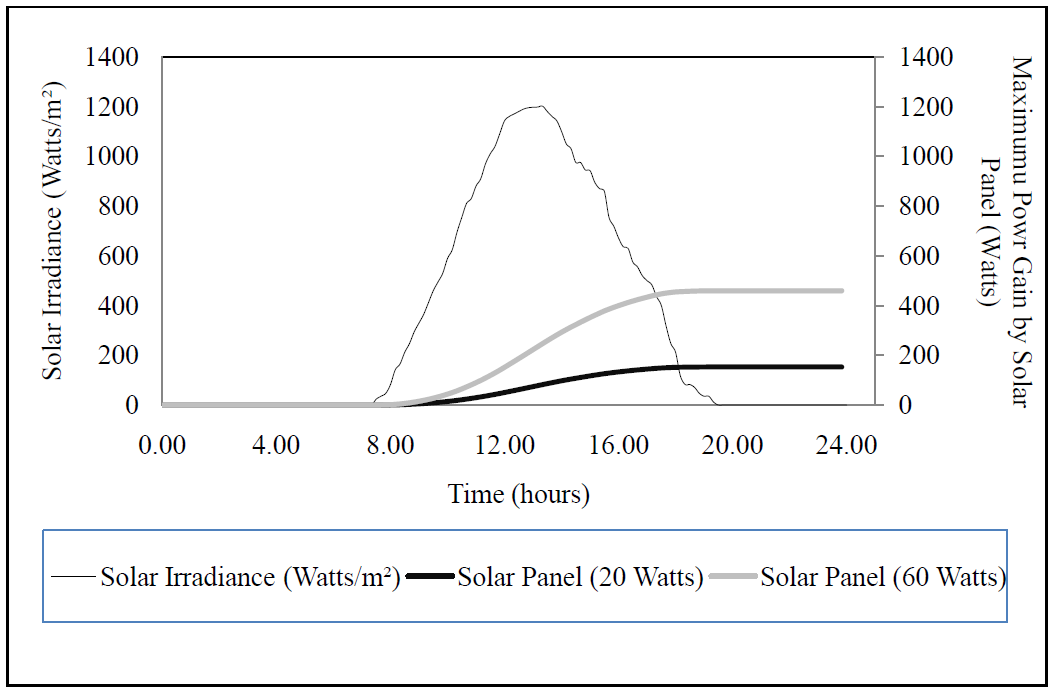 1400
1200
1000
800
600
400
200
0
Solar Irradiance (Watts/m²)
1400
1200
1000
800
600
400
200
0
Maximumu Powr Gain by Solar
Panel (Watts)
0.00 4.00 8.00 12.00 16.00 20.00 24.00
Time (hours)
Solar Irradiance (Watts/m²) Solar Panel (20 Watts) Solar Panel (60 Watts)